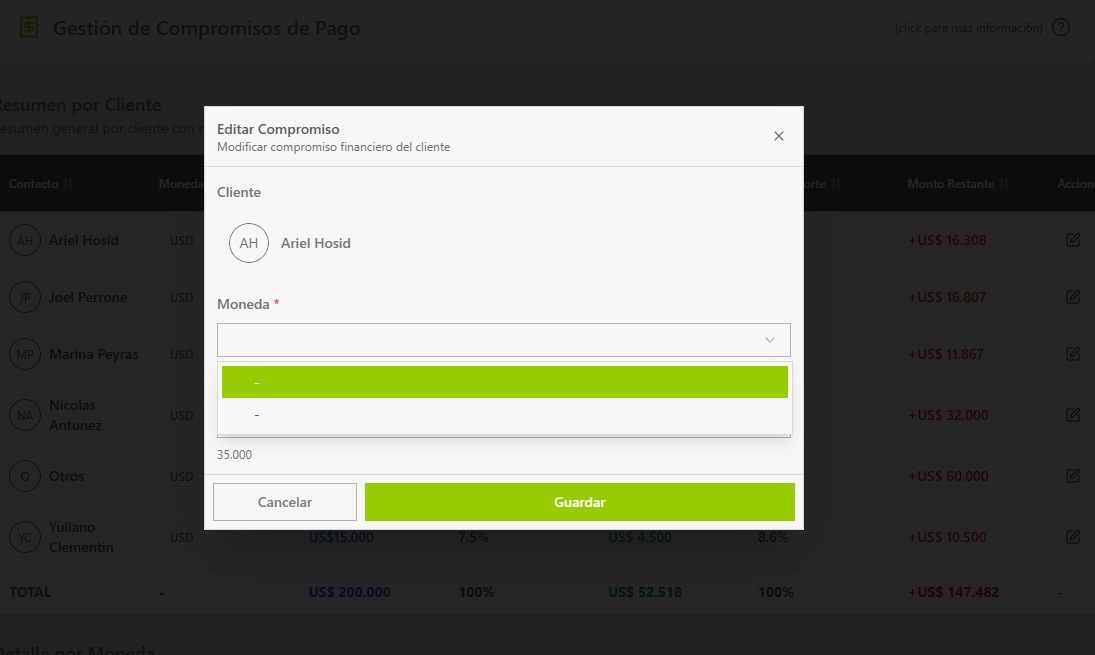 Gestión de Compromisos de Pago
(click para más información)
Resumen por Cliente
resumen general por cliente con
Editar Compromiso
Modificar compromiso financiero del cliente
Contacto
Moneda
orte
Monto Restante
Accion
Cliente
AH Ariel Hosid
AH Ariel Hosid USD +US$ 16.308
JP Joel Perrone USD +US$ 16.807
Moneda *
MP Marina Peyras USD +US$ 11.867
-
-
NA Nicolas Antunez USD +US$ 32.000
35.000
O Otros USD +US$ 60.000
Cancelar
Guardar
YC Yuliano Clementin USD US$15.000 7.5% US$ 4.500 8.6% +US$ 10.500
TOTAL - US$ 200.000 100% US$ 52.518 100% +US$ 147.482 -
Detalle por Moneda